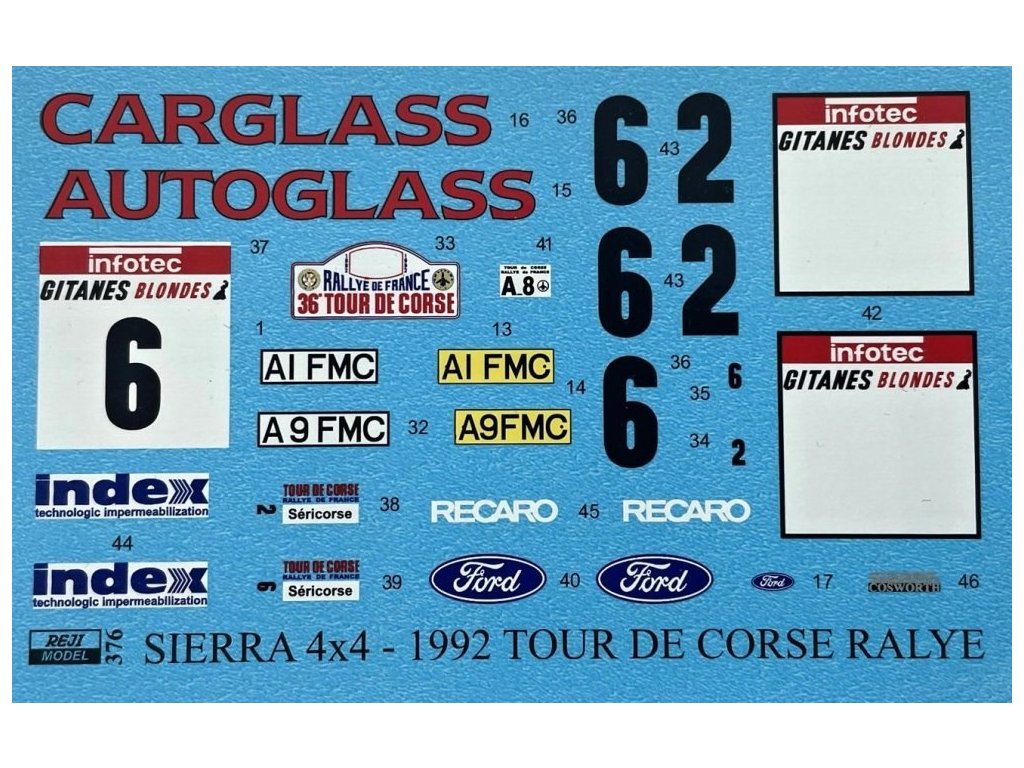 CARGLASS 16
AUTOGLASS 15
36 6 2
43
6 2
43
infotec
GITANES BLONDES
42
infotec
GITANES BLONDES
infotec
GITANES BLONDES
6
37
1
RALLYE DE FRANCE
36e TOUR DE CORSE
33
41
TOUR de CORSE
RALLYE de FRANCE
A 8
13
A1 FMC
A1 FMC
14
A9 FMC
32
A9FMC
6
36
35
6
34
2
index
technologic impermeabilization
44
index
technologic impermeabilization
2
TOUR DE CORSE
RALLYE DE FRANCE
Séricorse
38
6
TOUR DE CORSE
RALLYE DE FRANCE
Séricorse
39
RECARO 45 RECARO
Ford 40 Ford
Ford 17
COSWORTH 46
REJI
MODEL
376
SIERRA 4x4 - 1992 TOUR DE CORSE RALYE